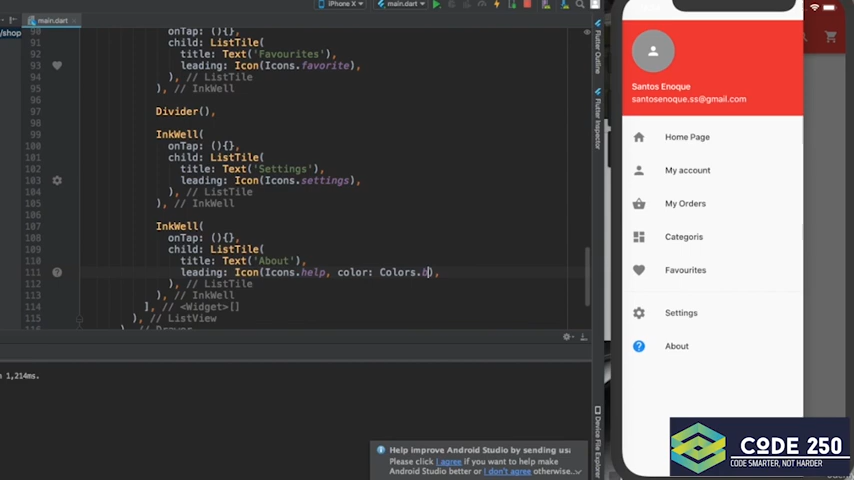 iPhone X
main.dart
main.dart
/shop
90 onTap: (){},
91 child: ListTile(
92 title: Text('Favourites'),
93 leading: Icon(Icons.favorite),
94 ), // ListTile
95 ), // InkWell
96
97 Divider(),
98
99 InkWell(
100 onTap: (){},
101 child: ListTile(
102 title: Text('Settings'),
103 leading: Icon(Icons.settings),
104 ), // ListTile
105 ), // InkWell
106
107 InkWell(
108 onTap: (){},
109 child: ListTile(
110 title: Text('About'),
111 leading: Icon(Icons.help, color: Colors.b),
112 ), // ListTile
113 ), // InkWell
114 ], // <Widget>[]
115 ), // ListView
116 ), // Drawer
1,214ms.
Flutter Outline
Flutter Inspector
Device File Explorer
Help improve Android Studio by sending usa
Please click I agree if you want to help make
Android Studio better or I don't agree otherwise...
Santos Enoque
santosenoque.ss@gmail.com
Home Page
My account
My Orders
Categoris
Favourites
Settings
About
CODE 250
CODE SMARTER, NOT HARDER